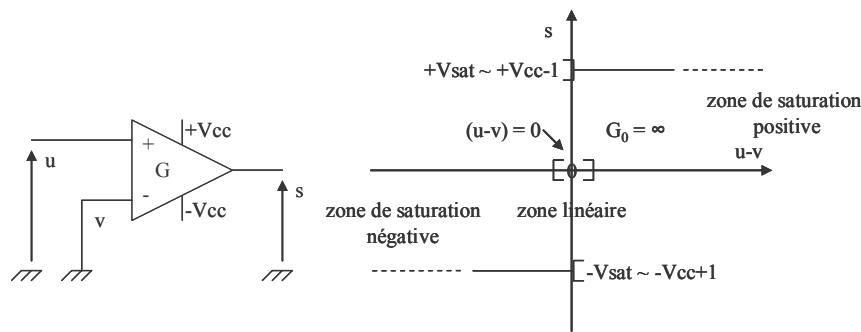 +Vcc
+
G
-
-Vcc
u
v
s
s
+Vsat ~ +Vcc-1
(u-v) = 0
G₀ = ∞
zone de saturation
positive
u-v
0
zone de saturation
négative
zone linéaire
-Vsat ~ -Vcc+1